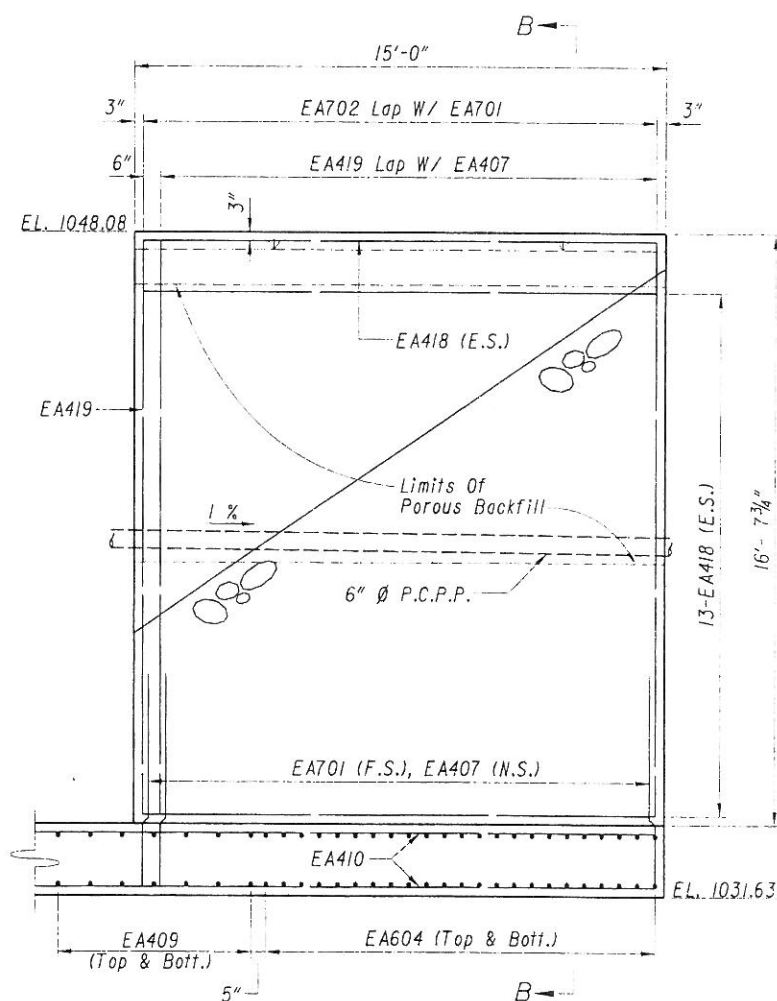 B
15'-0"
3"
EA702 Lap W/ EA701
3"
6"
EA419 Lap W/ EA407
3"
EL. 1048.08
EA418 (E.S.)
EA419
Limits Of
Porous Backfill
1 %
6" Ø P.C.P.P.
13-EA418 (E.S.)
16'- 7 3/4"
EA701 (F.S.), EA407 (N.S.)
EA410
EL. 1031.63
EA409
(Top & Bott.)
EA604 (Top & Bott.)
5"
B